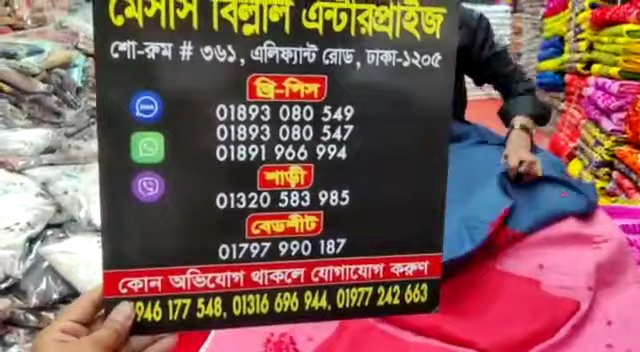 মেসার্স বিল্লাল এন্টারপ্রাইজ
শো-রুম # ৩৬১, এলিফ্যান্ট রোড, ঢাকা-১২০৫
থ্রি-পিস
01893 080 549
01893 080 547
01891 966 994
শাড়ী
01320 583 985
বেডশীট
01797 990 187
কোন অভিযোগ থাকলে যোগাযোগ করুণ
946 177 548, 01316 696 944, 01977 242 663